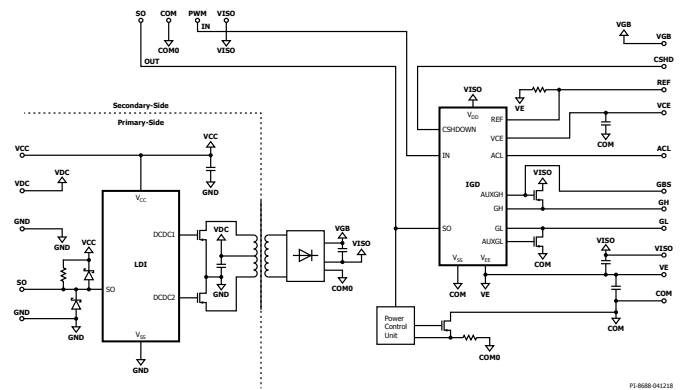 SO COM PWM VISO
IN
COM0 VISO
OUT
VGB
VGB
CSHD
REF
VE
VCE
COM
VISO
VDD
CSHDOWN
REF
VCE
IN
ACL
ACL
IGD
VISO
AUXGH
GBS
GH
GH
GL
GL
SO
AUXGL
COM
VSS VEE
COM VE
VISO
VISO
VE
COM
COM
Power
Control
Unit
COM0
Secondary-Side
Primary-Side
VCC
VCC
GND
VDC
VDC
VCC
GND
GND
VCC
LDI
DCDC1
VDC
GND
DCDC2
VGB
VISO
COM0
SO
SO
GND
GND
VSS
GND
PI-8688-041218